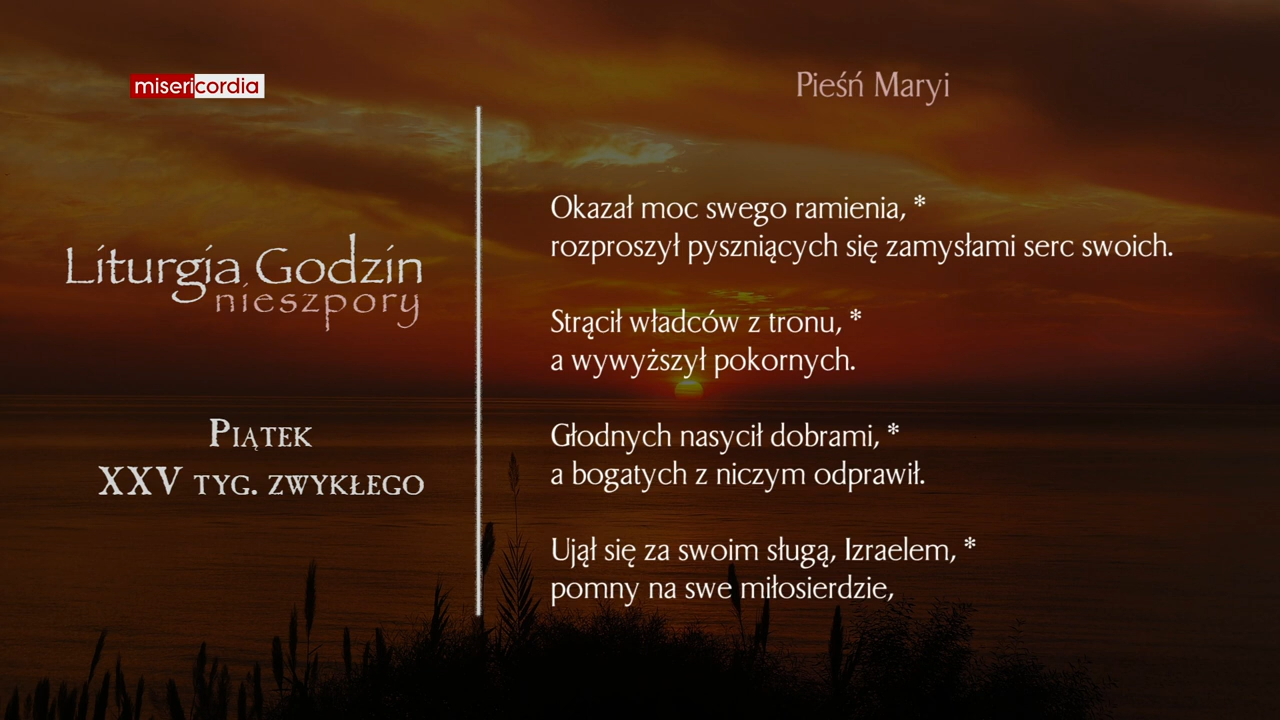 misericordia
Liturgia Godzin
nieszpory
Piątek
XXV tyg. zwykłego
Pieśń Maryi
Okazał moc swego ramienia, *
rozproszył pyszniących się zamysłami serc swoich.
Strącił władców z tronu, *
a wywyższył pokornych.
Głodnych nasycił dobrami, *
a bogatych z niczym odprawił.
Ujął się za swoim sługą, Izraelem, *
pomny na swe miłosierdzie,